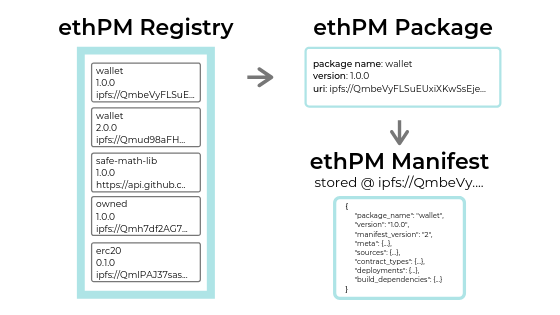 ethPM Registry
wallet
1.0.0
ipfs://QmbeVyFLSuE...
wallet
2.0.0
ipfs://Qmud98aFH...
safe-math-lib
1.0.0
https://api.github.c..
owned
1.0.0
ipfs://Qmh7df2AG7...
erc20
0.1.0
ipfs://QmIPAJ37sas...
ethPM Package
package name: wallet
version: 1.0.0
uri: ipfs://QmbeVyFLSuEUxiXKwSsEje...
ethPM Manifest
stored @ ipfs://QmbeVy....
{
"package_name": "wallet",
"version": "1.0.0",
"manifest_version": "2",
"meta": {...},
"sources": {...},
"contract_types": {...},
"deployments": {...},
"build_dependencies": {...}
}